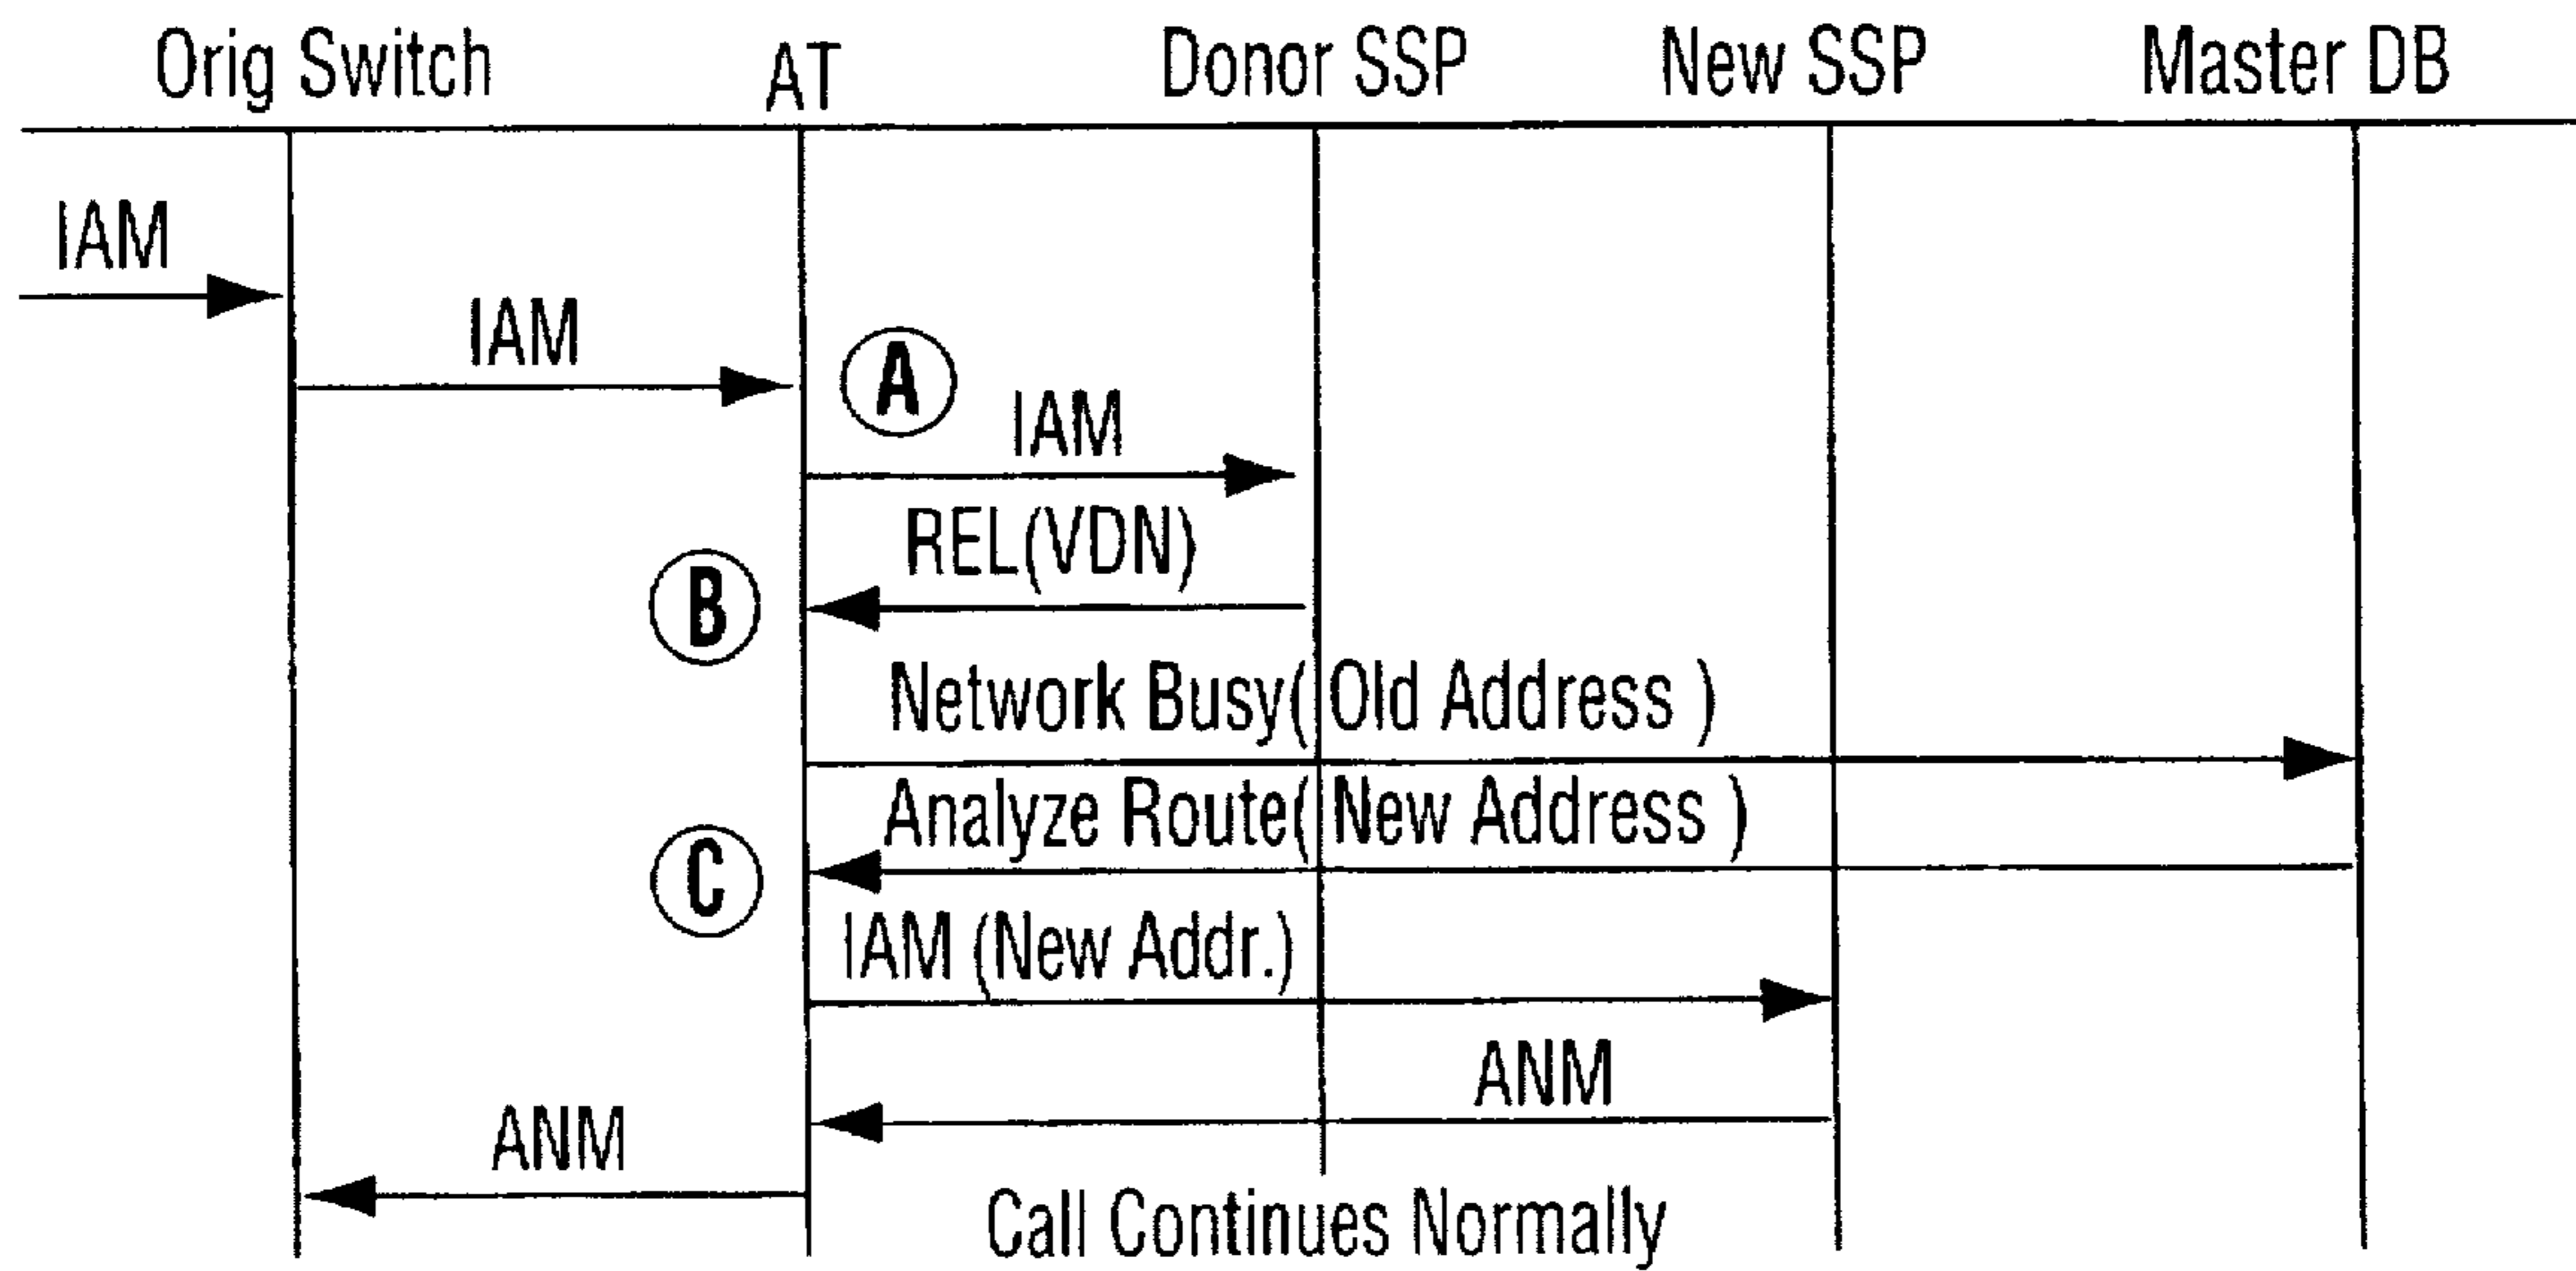 Orig Switch
AT
Donor SSP
New SSP
Master DB
IAM
IAM
A
IAM
REL(VDN)
B
Network Busy( Old Address )
Analyze Route( New Address )
C
IAM (New Addr.)
ANM
ANM
Call Continues Normally